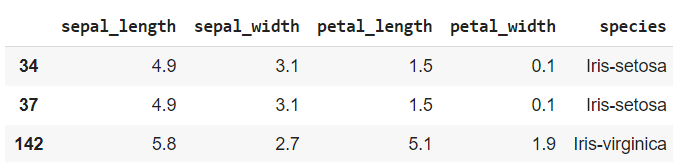 sepal_length sepal_width petal_length petal_width species
34 4.9 3.1 1.5 0.1 Iris-setosa
37 4.9 3.1 1.5 0.1 Iris-setosa
142 5.8 2.7 5.1 1.9 Iris-virginica